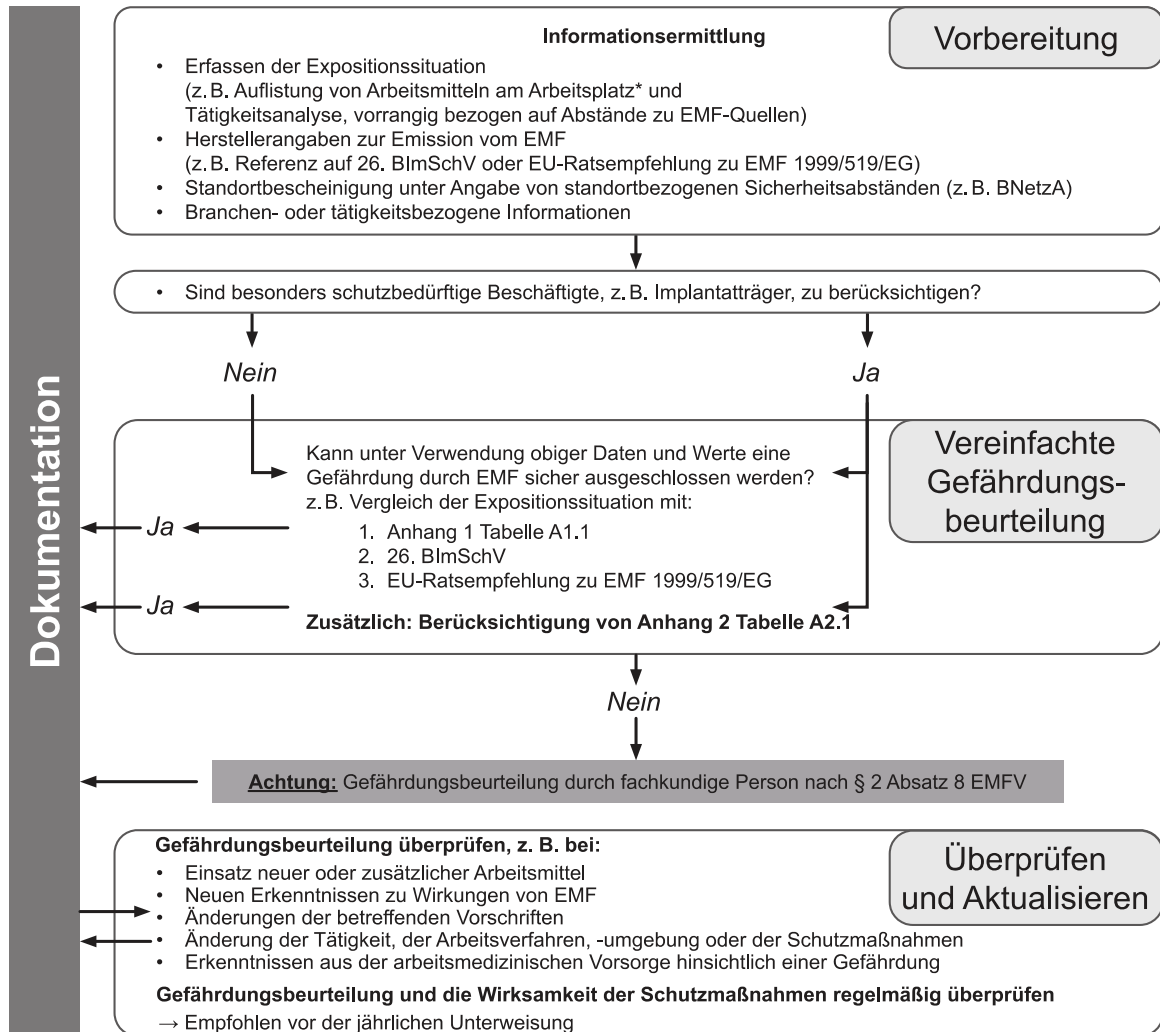 Dokumentation
Informationsermittlung
Vorbereitung
• Erfassen der Expositionssituation
(z. B. Auflistung von Arbeitsmitteln am Arbeitsplatz* und
Tätigkeitsanalyse, vorrangig bezogen auf Abstände zu EMF-Quellen)
• Herstellerangaben zur Emission vom EMF
(z. B. Referenz auf 26. BImSchV oder EU-Ratsempfehlung zu EMF 1999/519/EG)
• Standortbescheinigung unter Angabe von standortbezogenen Sicherheitsabständen (z. B. BNetzA)
• Branchen- oder tätigkeitsbezogene Informationen
• Sind besonders schutzbedürftige Beschäftigte, z. B. Implantatträger, zu berücksichtigen?
Nein
Ja
Vereinfachte
Gefährdungs-
beurteilung
Kann unter Verwendung obiger Daten und Werte eine
Gefährdung durch EMF sicher ausgeschlossen werden?
z. B. Vergleich der Expositionssituation mit:
1. Anhang 1 Tabelle A1.1
2. 26. BImSchV
3. EU-Ratsempfehlung zu EMF 1999/519/EG
Ja
Ja
Zusätzlich: Berücksichtigung von Anhang 2 Tabelle A2.1
Nein
Achtung: Gefährdungsbeurteilung durch fachkundige Person nach § 2 Absatz 8 EMFV
Überprüfen
und Aktualisieren
Gefährdungsbeurteilung überprüfen, z. B. bei:
• Einsatz neuer oder zusätzlicher Arbeitsmittel
• Neuen Erkenntnissen zu Wirkungen von EMF
• Änderungen der betreffenden Vorschriften
• Änderung der Tätigkeit, der Arbeitsverfahren, -umgebung oder der Schutzmaßnahmen
• Erkenntnissen aus der arbeitsmedizinischen Vorsorge hinsichtlich einer Gefährdung
Gefährdungsbeurteilung und die Wirksamkeit der Schutzmaßnahmen regelmäßig überprüfen
→ Empfohlen vor der jährlichen Unterweisung